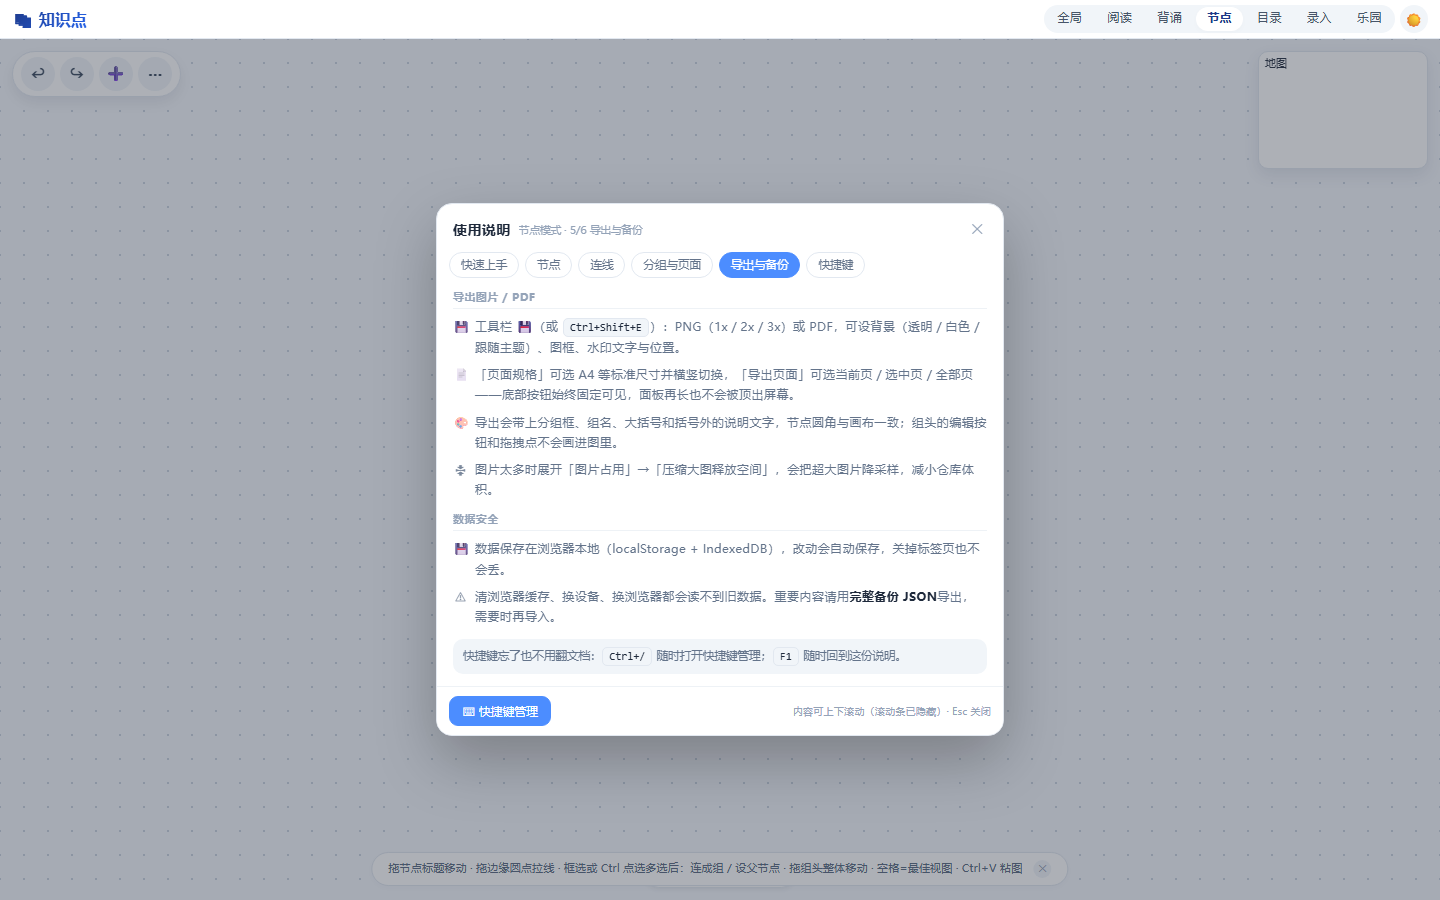 知识点
全局 阅读 背诵 节点 目录 录入 乐园
地图
使用说明 节点模式 · 5/6 导出与备份
快速上手 节点 连线 分组与页面 导出与备份 快捷键
导出图片 / PDF
工具栏 (或 Ctrl+Shift+E ):PNG(1x / 2x / 3x)或 PDF,可设背景(透明 / 白色 /
跟随主题)、图框、水印文字与位置。
「页面规格」可选 A4 等标准尺寸并横竖切换,「导出页面」可选当前页 / 选中页 / 全部页
——底部按钮始终固定可见,面板再长也不会被顶出屏幕。
导出会带上分组框、组名、大括号和括号外的说明文字,节点圆角与画布一致;组头的编辑按
钮和拖拽点不会画进图里。
图片太多时展开「图片占用」→「压缩大图释放空间」,会把超大图片降采样,减小仓库体
积。
数据安全
数据保存在浏览器本地(localStorage + IndexedDB),改动会自动保存,关掉标签页也不
会丢。
清浏览器缓存、换设备、换浏览器都会读不到旧数据。重要内容请用完整备份 JSON导出,
需要时再导入。
快捷键忘了也不用翻文档: Ctrl+/ 随时打开快捷键管理; F1 随时回到这份说明。
快捷键管理
内容可上下滚动(滚动条已隐藏)· Esc 关闭
拖节点标题移动 · 拖边缘圆点拉线 · 框选或 Ctrl 点选多选后:连成组 / 设父节点 · 拖组头整体移动 · 空格=最佳视图 · Ctrl+V 粘图